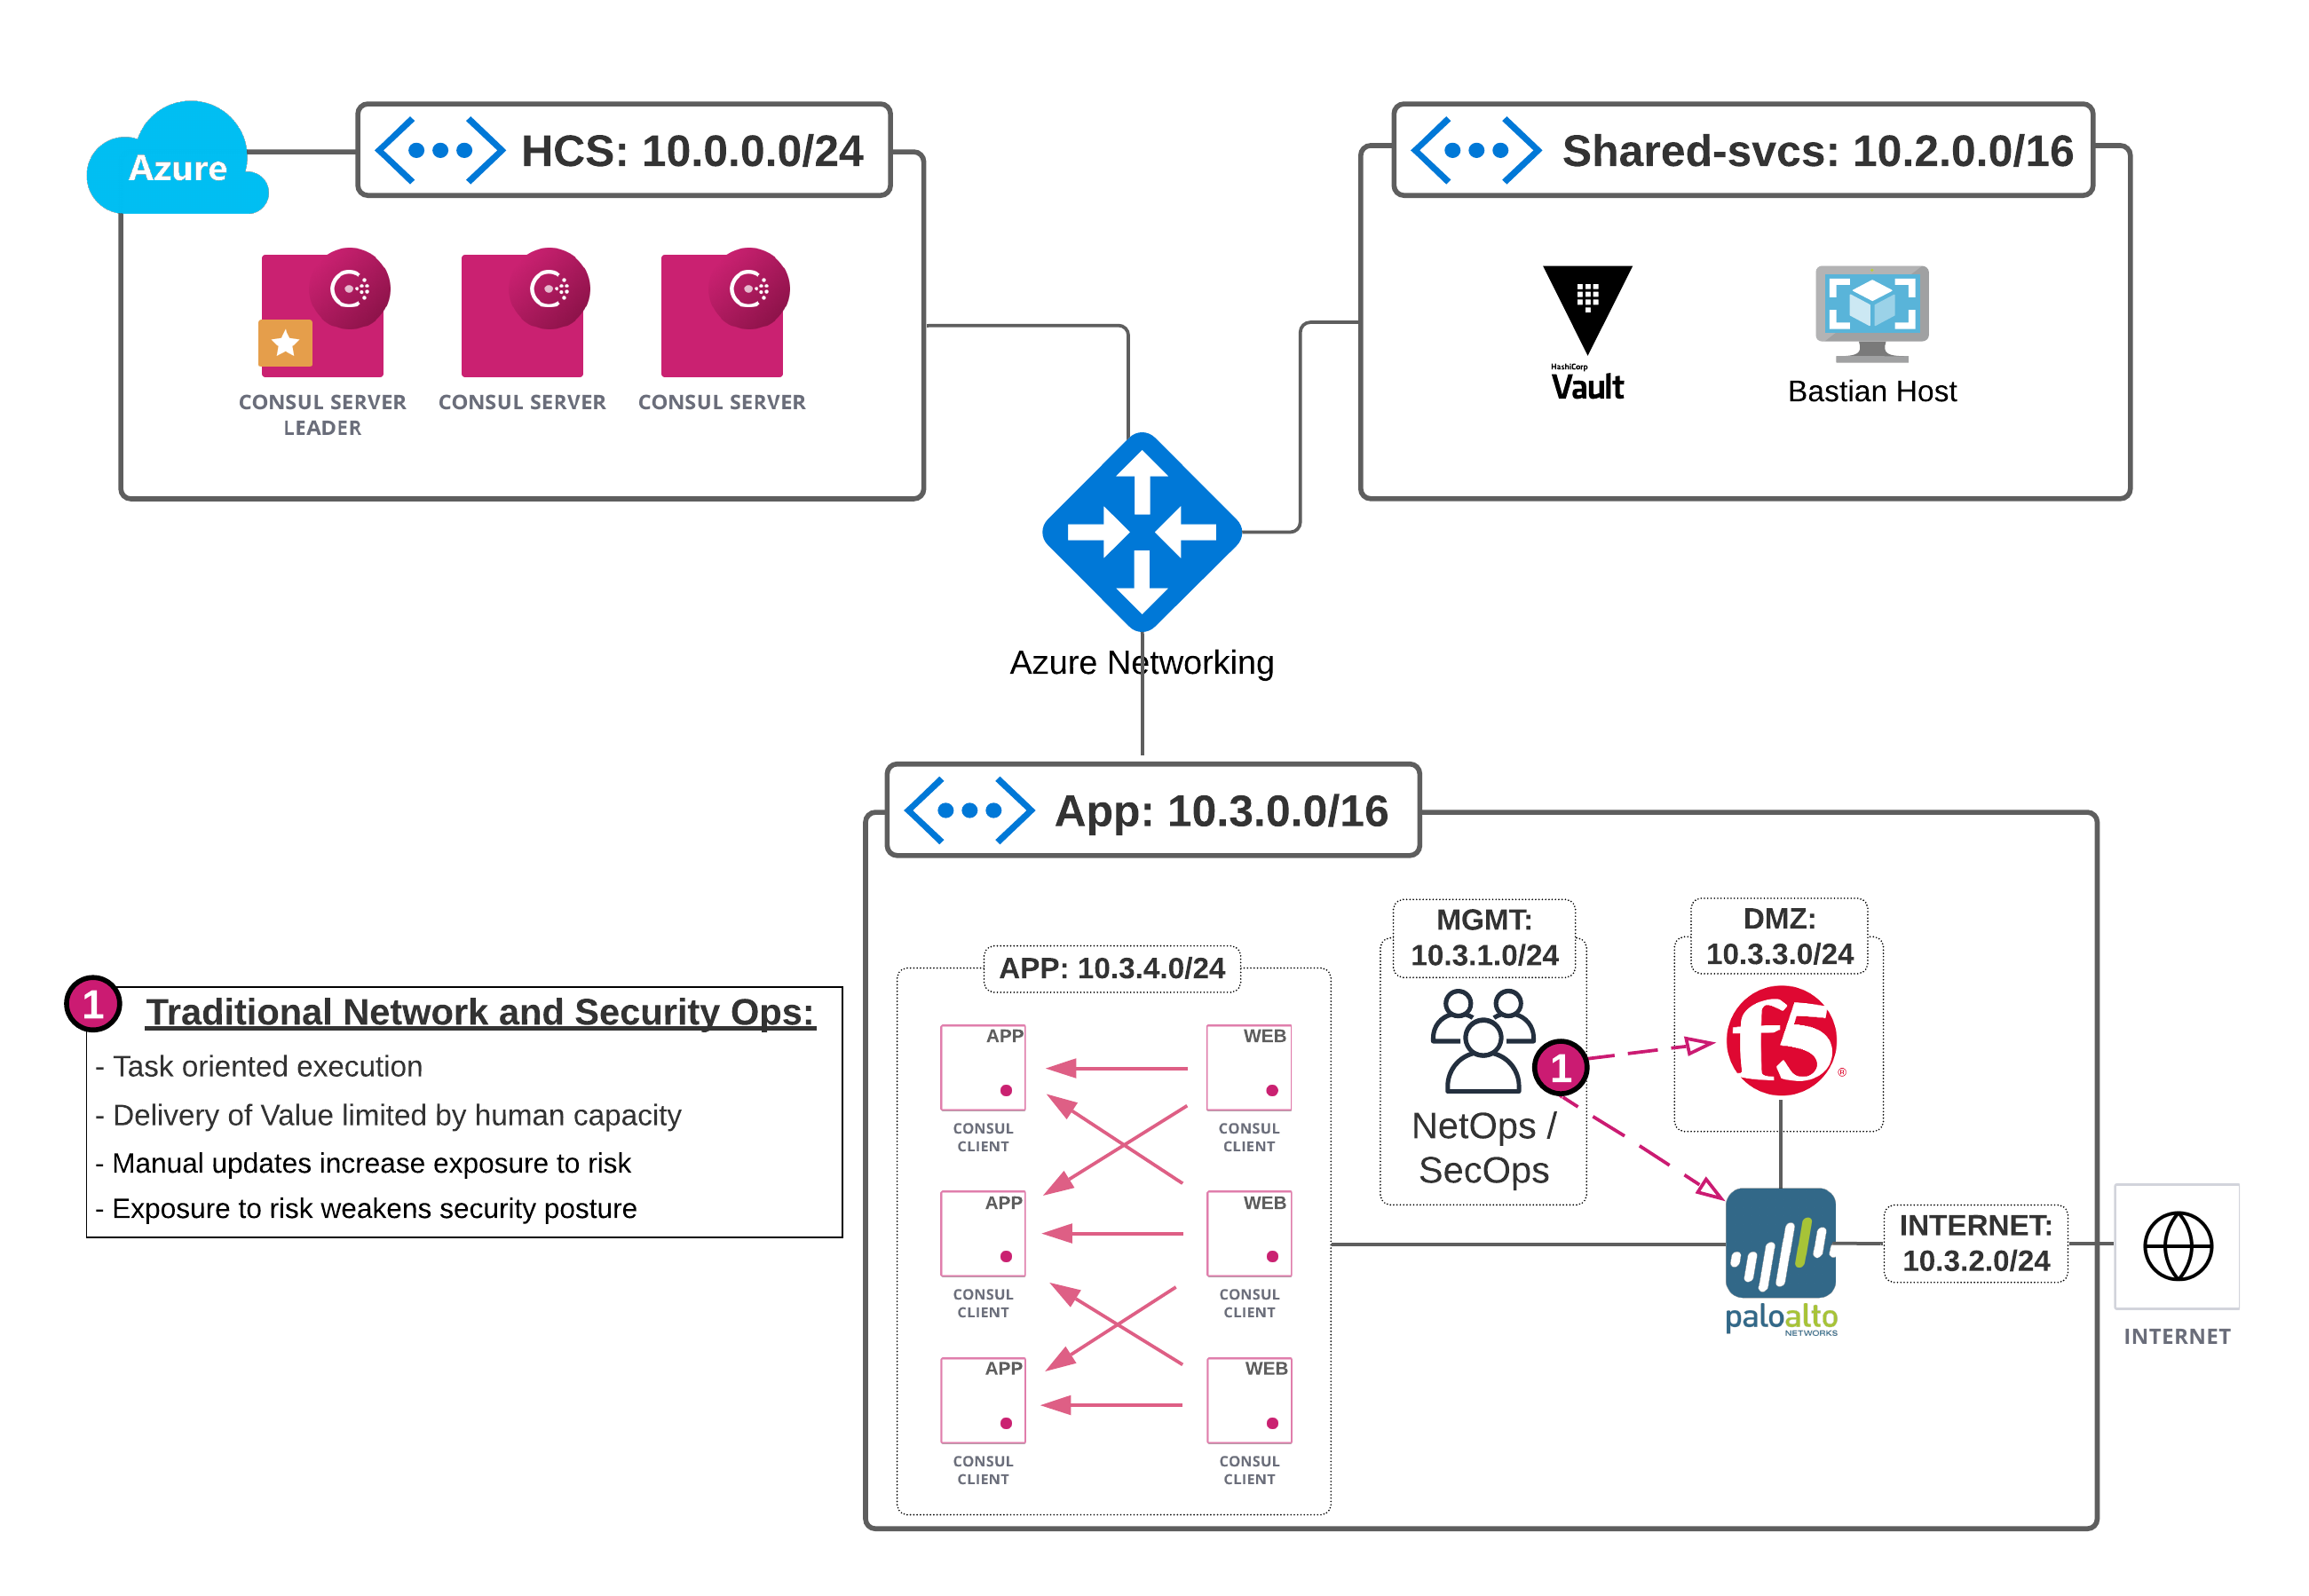 Azure
HCS: 10.0.0.0/24
CONSUL SERVER
LEADER
CONSUL SERVER
CONSUL SERVER
Shared-svcs: 10.2.0.0/16
HashiCorp
Vault
Bastian Host
Azure Networking
App: 10.3.0.0/16
1
Traditional Network and Security Ops:
- Task oriented execution
- Delivery of Value limited by human capacity
- Manual updates increase exposure to risk
- Exposure to risk weakens security posture
APP: 10.3.4.0/24
APP
CONSUL
CLIENT
WEB
CONSUL
CLIENT
APP
CONSUL
CLIENT
WEB
CONSUL
CLIENT
APP
CONSUL
CLIENT
WEB
CONSUL
CLIENT
MGMT:
10.3.1.0/24
1
NetOps /
SecOps
DMZ:
10.3.3.0/24
f5®
paloalto
NETWORKS
INTERNET:
10.3.2.0/24
INTERNET